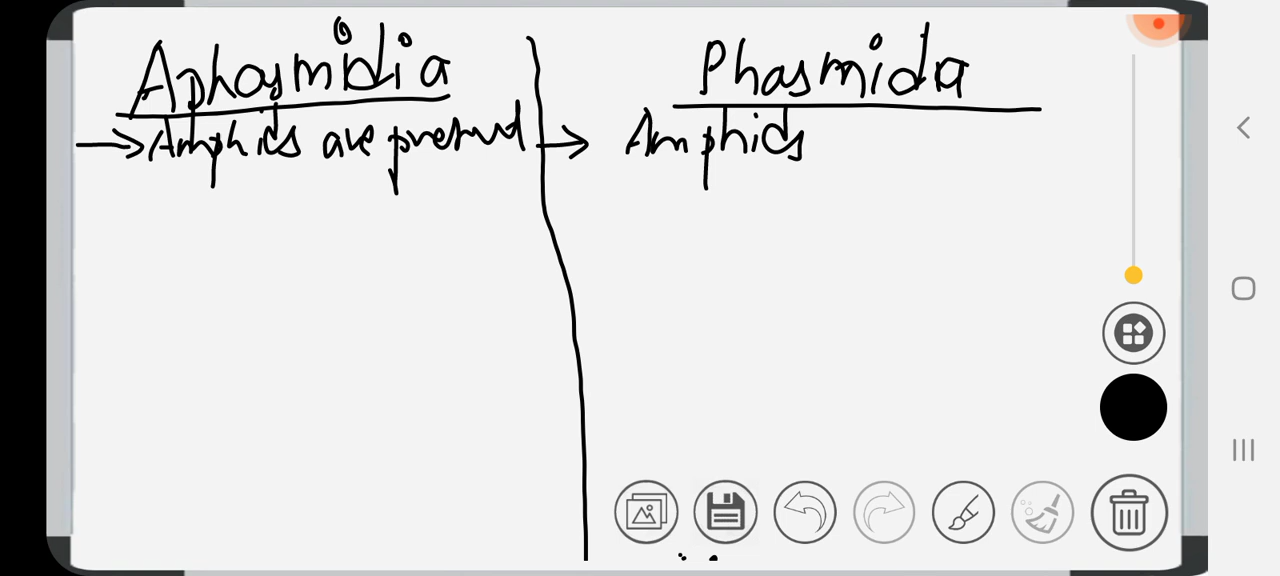 Aphasmidia
Phasmida
→ Amphids are present
→ Amphids